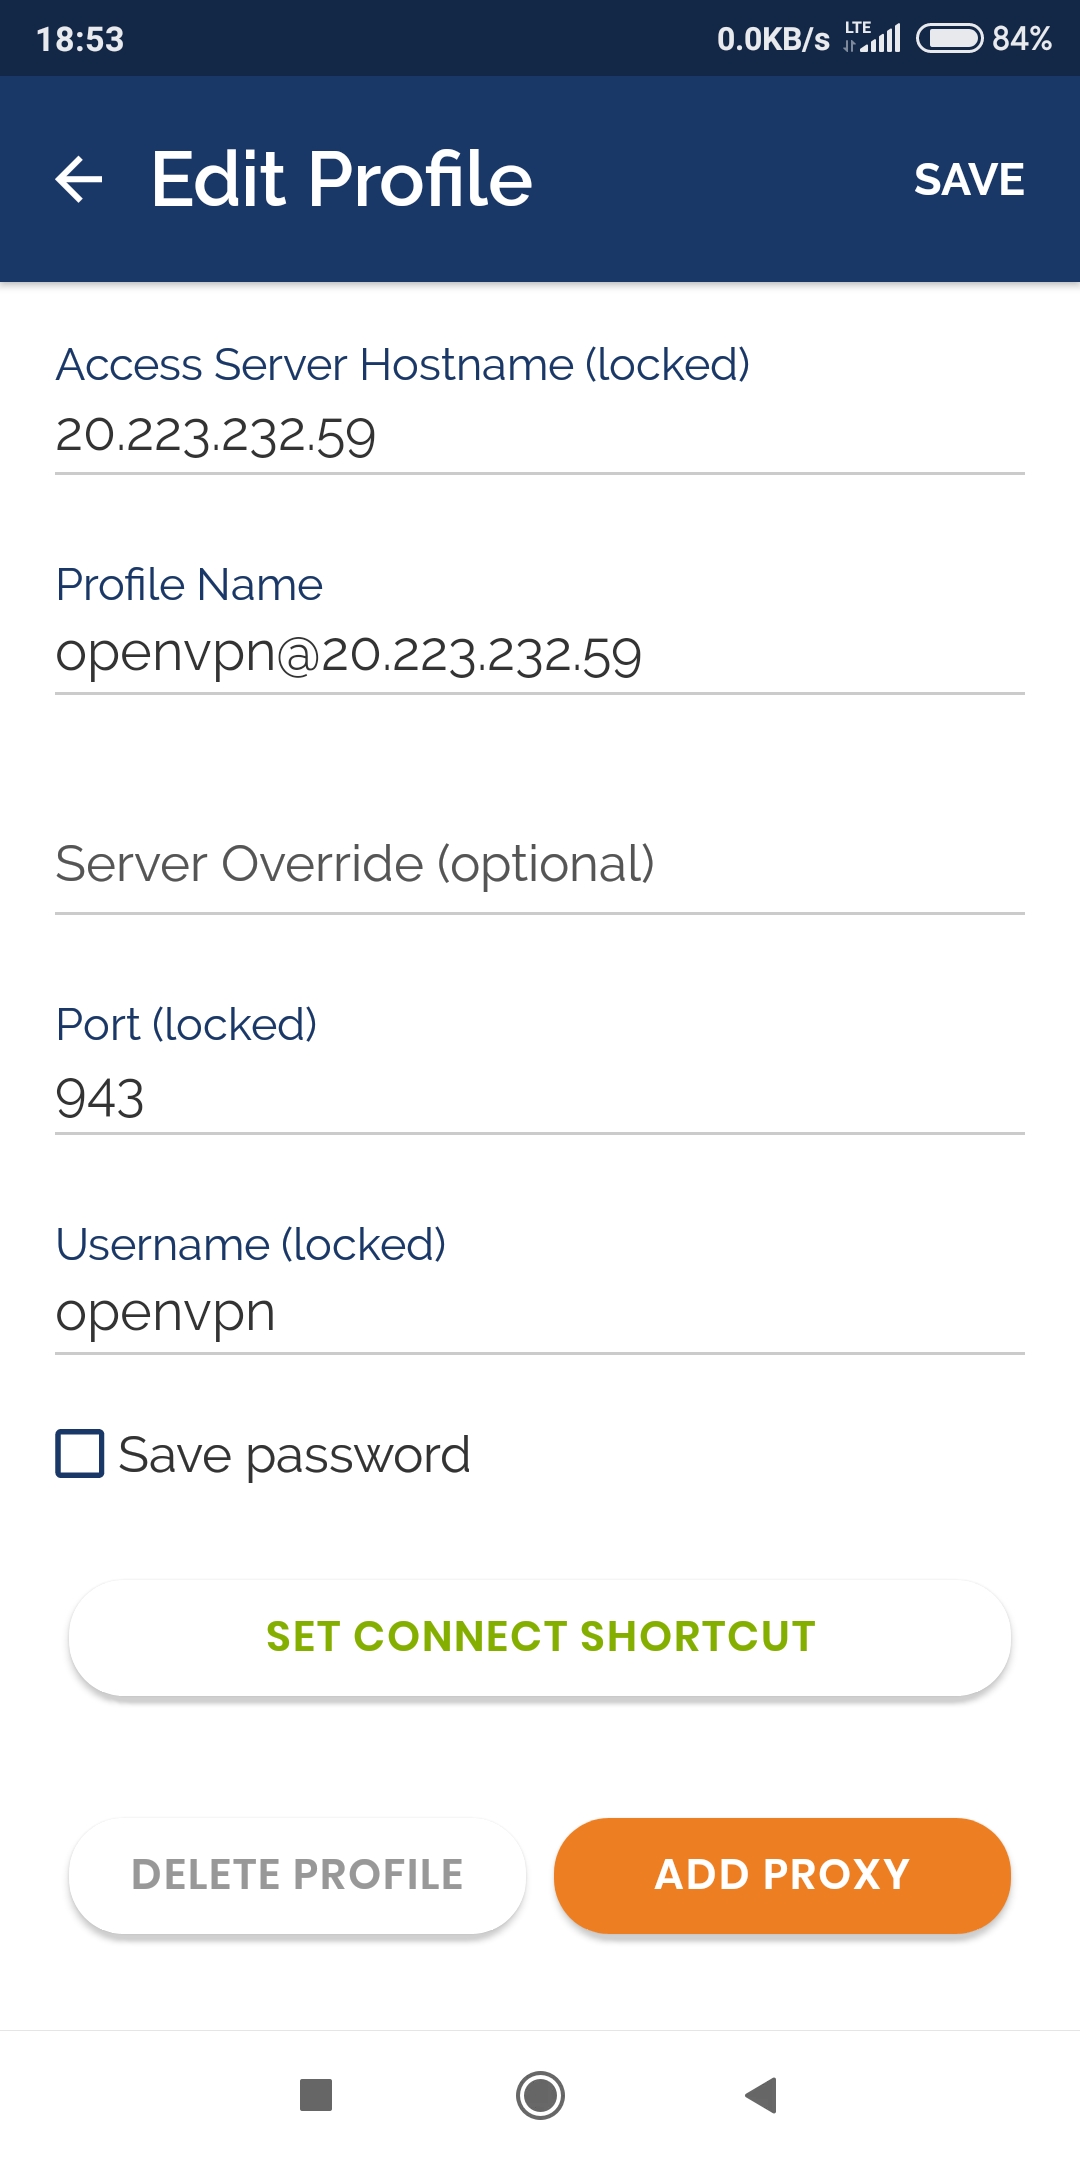 18:53 0.0KB/s LTE 84%
Edit Profile SAVE
Access Server Hostname (locked)
20.223.232.59
Profile Name
openvpn@20.223.232.59
Server Override (optional)
Port (locked)
943
Username (locked)
openvpn
Save password
SET CONNECT SHORTCUT
DELETE PROFILE ADD PROXY